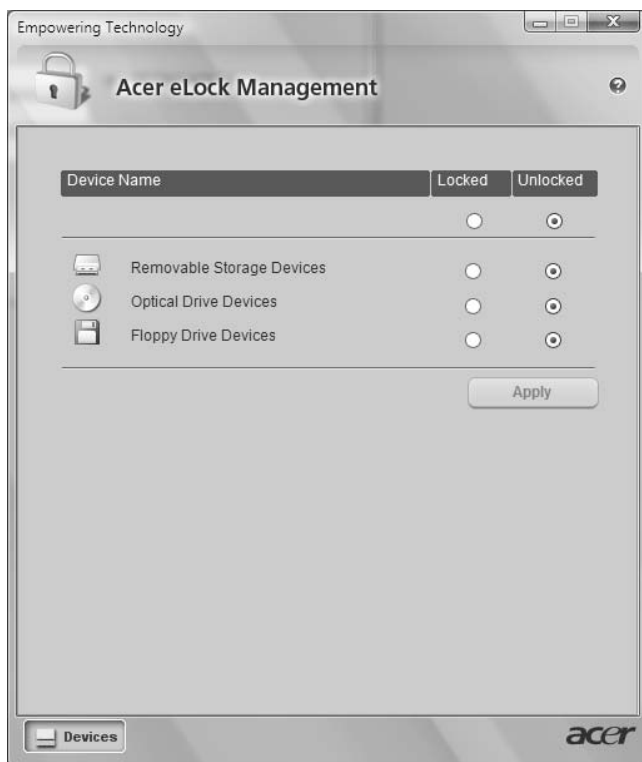 Empowering Technology
Acer eLock Management
Device Name Locked Unlocked
Removable Storage Devices
Optical Drive Devices
Floppy Drive Devices
Apply
Devices
acer